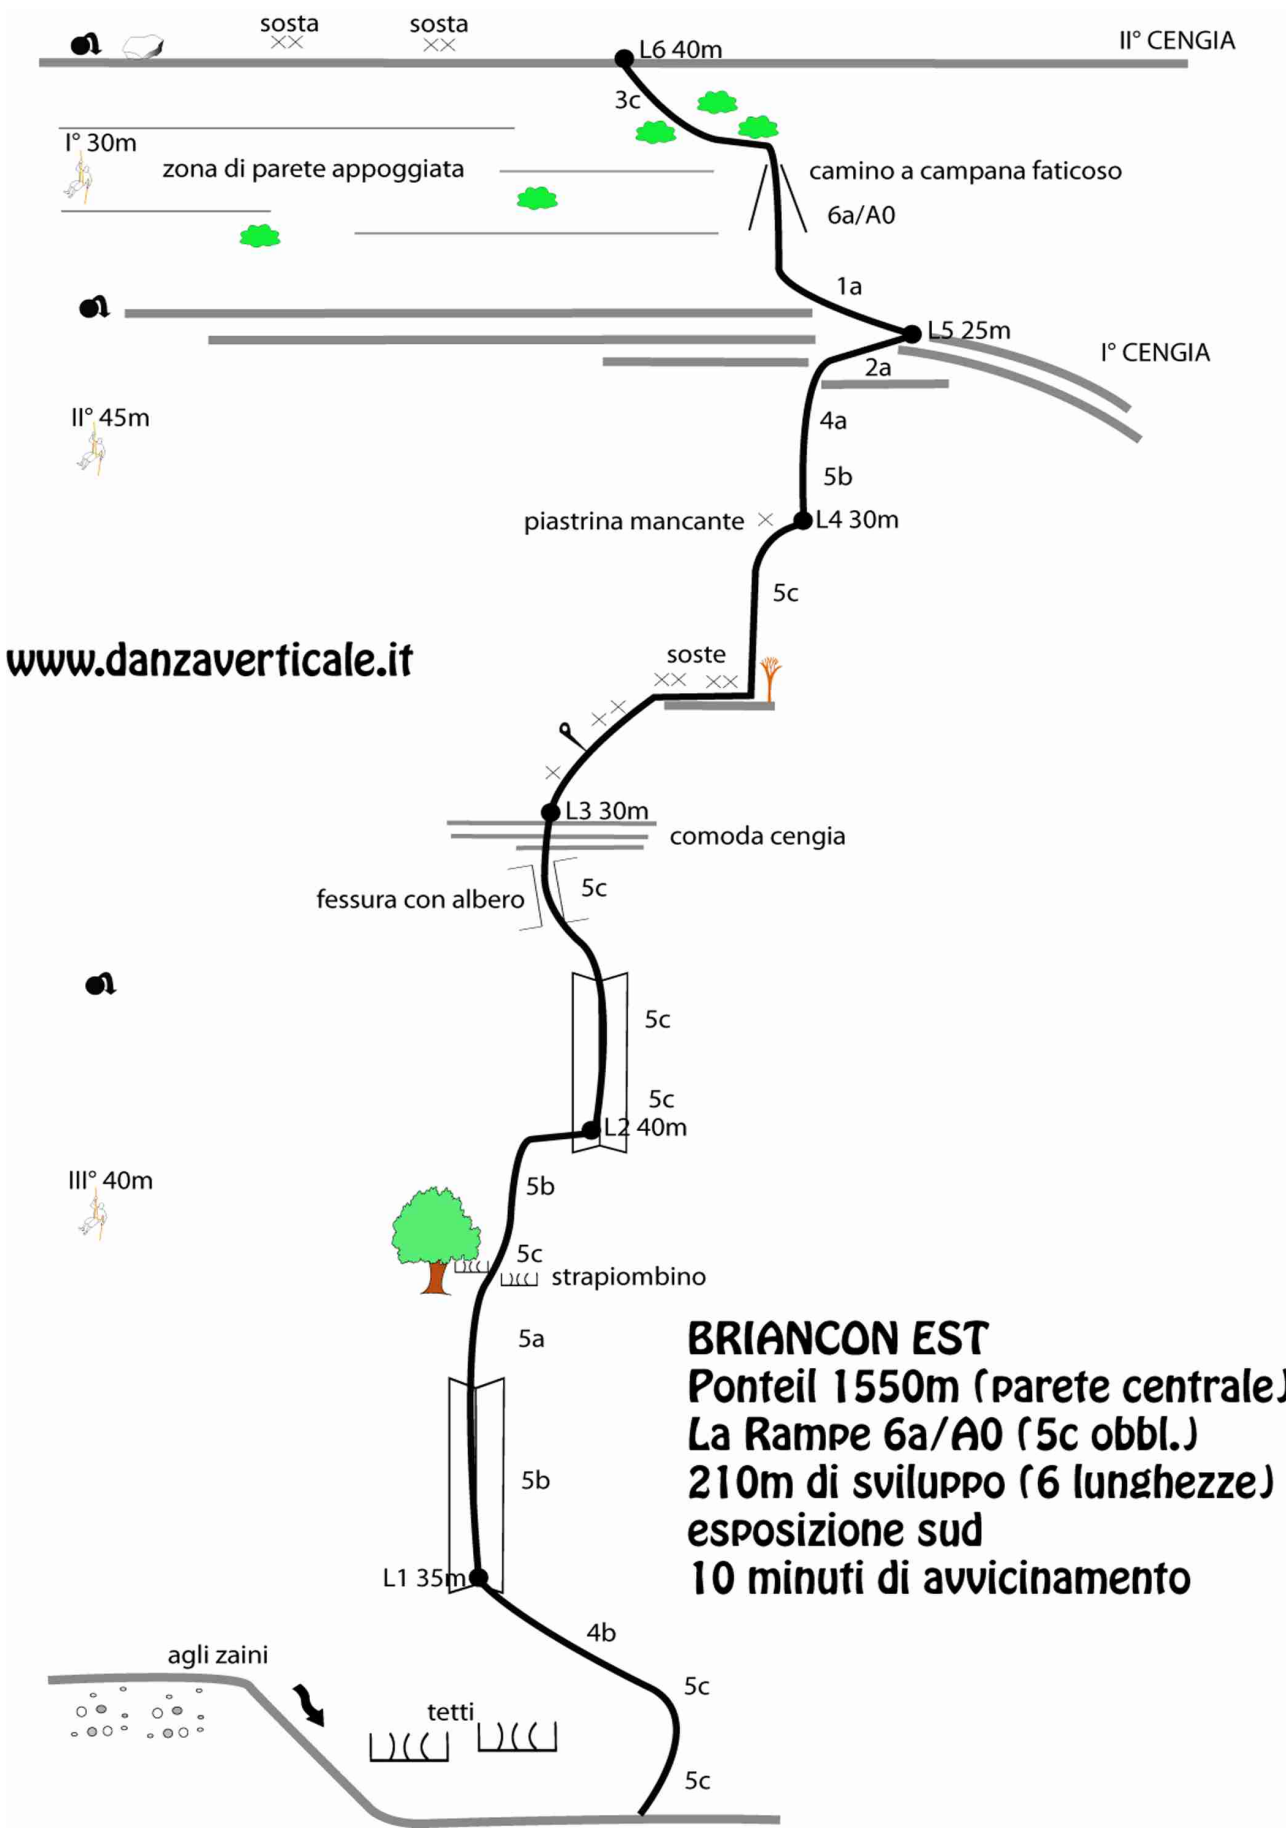 sosta
sosta
L6 40m
II° CENGIA
3c
I° 30m
zona di parete appoggiata
camino a campana faticoso
6a/A0
1a
L5 25m
I° CENGIA
2a
II° 45m
4a
5b
piastrina mancante
L4 30m
5c
www.danzaverticale.it
soste
L3 30m
comoda cengia
5c
fessura con albero
5c
5c
L2 40m
III° 40m
5b
5c
strapiombino
5a
BRIANCON EST
Ponteil 1550m (parete centrale)
La Rampe 6a/A0 (5c obbl.)
210m di sviluppo (6 lunghezze)
esposizione sud
10 minuti di avvicinamento
5b
L1 35m
4b
agli zaini
5c
tetti
5c